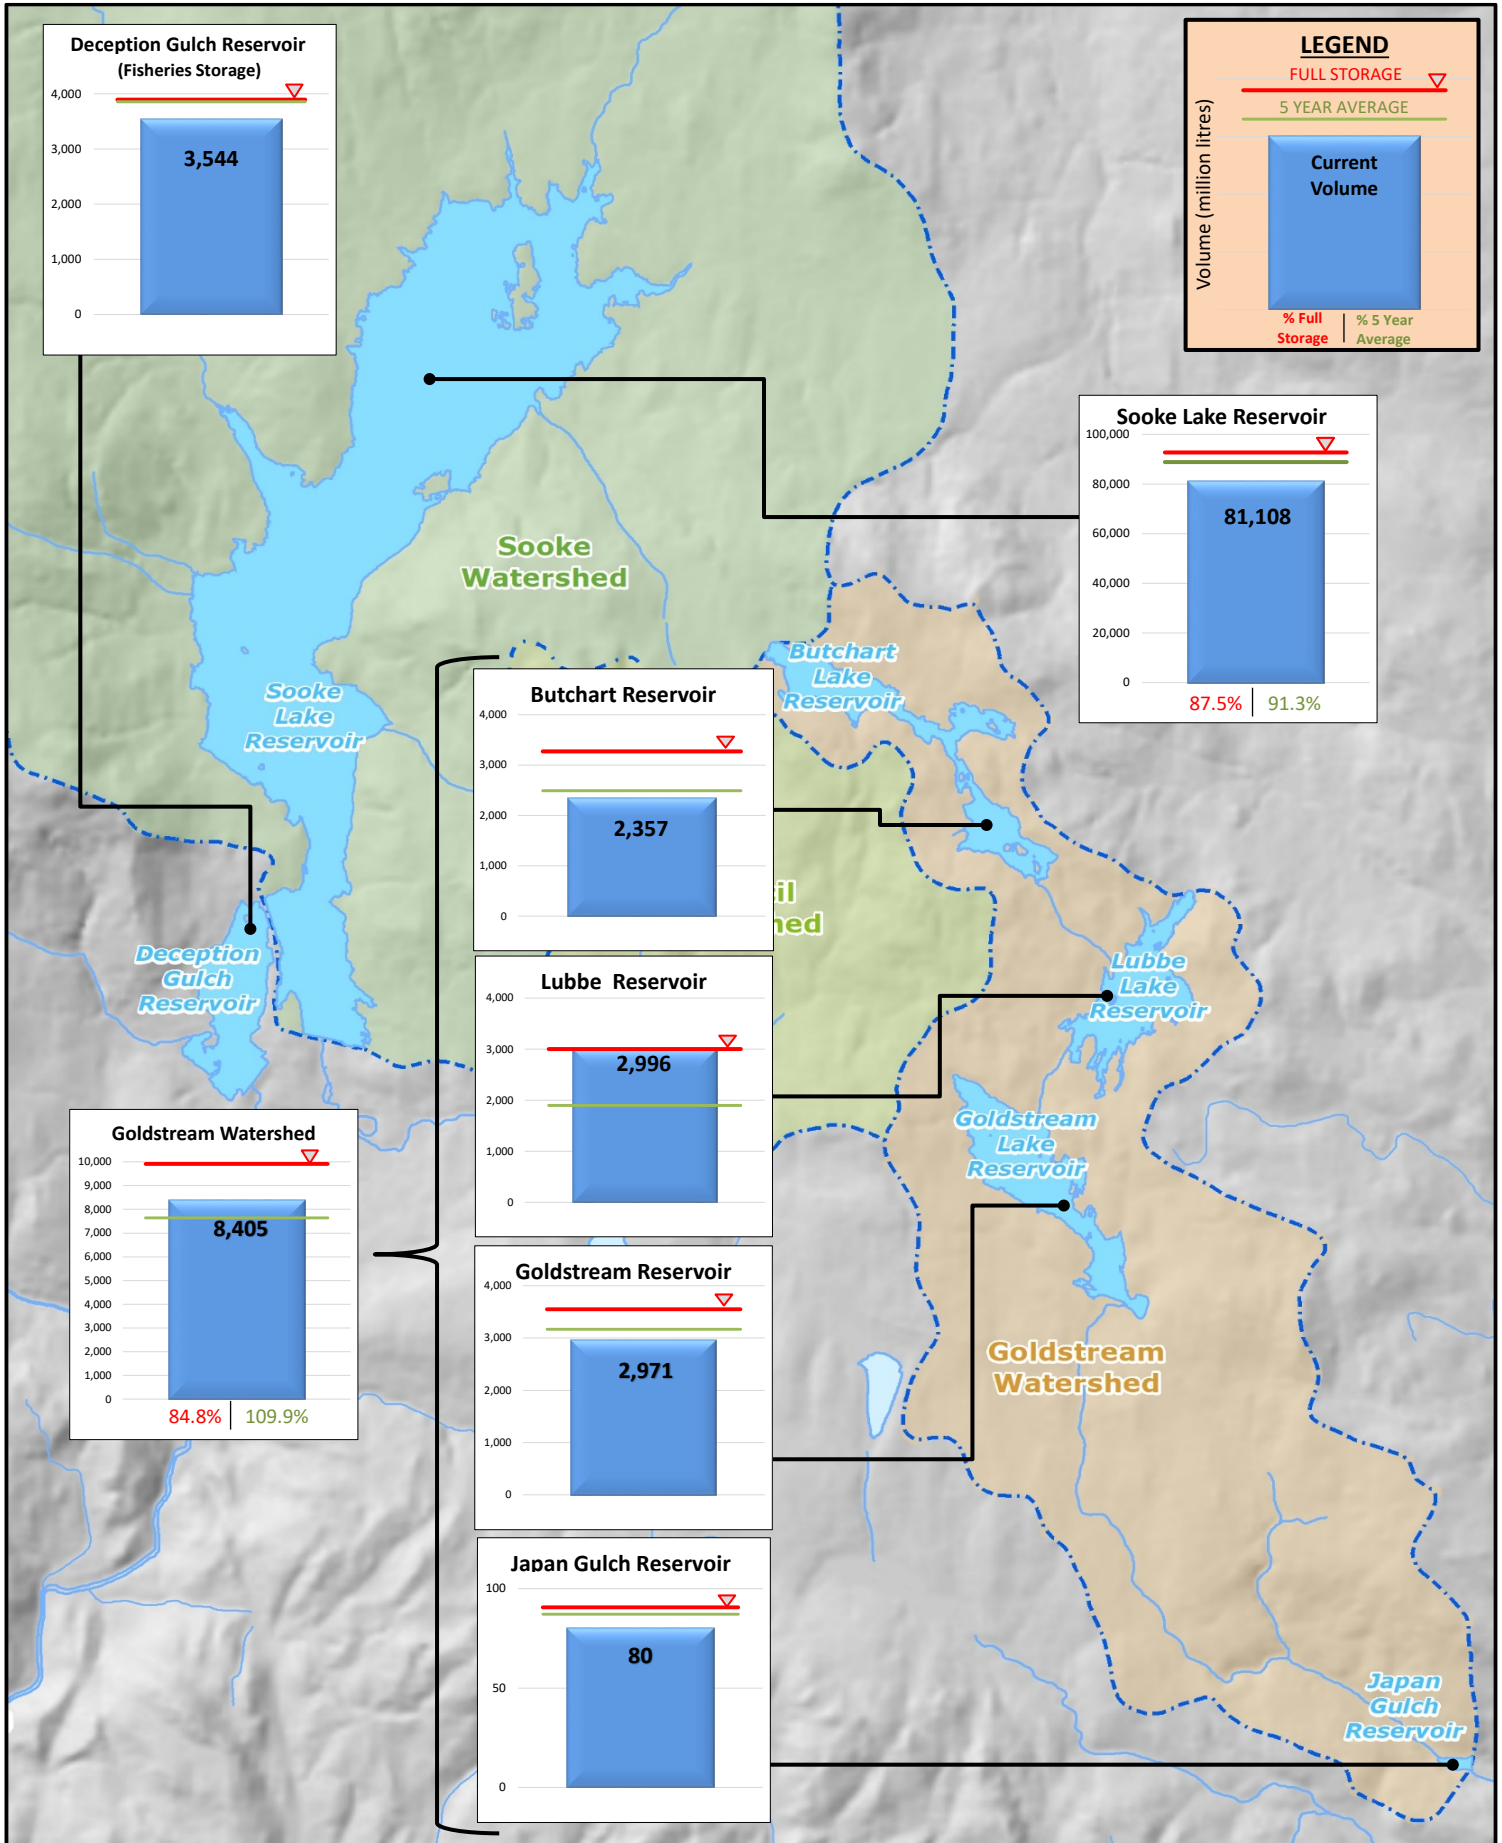 Deception Gulch Reservoir
(Fisheries Storage)
4,000
3,000
2,000
1,000
0
3,544
LEGEND
FULL STORAGE
5 YEAR AVERAGE
Volume (million litres)
Current
Volume
% Full
Storage
% 5 Year
Average
Sooke Lake Reservoir
100,000
80,000
60,000
40,000
20,000
0
81,108
87.5% | 91.3%
Sooke
Watershed
Sooke
Lake
Reservoir
Butchart
Lake
Reservoir
Butchart Reservoir
4,000
3,000
2,000
1,000
0
2,357
il
hed
Deception
Gulch
Reservoir
Lubbe Reservoir
4,000
3,000
2,000
1,000
0
2,996
Lubbe
Lake
Reservoir
Goldstream
Lake
Reservoir
Goldstream Watershed
10,000
9,000
8,000
7,000
6,000
5,000
4,000
3,000
2,000
1,000
0
8,405
84.8% | 109.9%
Goldstream Reservoir
4,000
3,000
2,000
1,000
0
2,971
Goldstream
Watershed
Japan Gulch Reservoir
100
50
0
80
Japan
Gulch
Reservoir